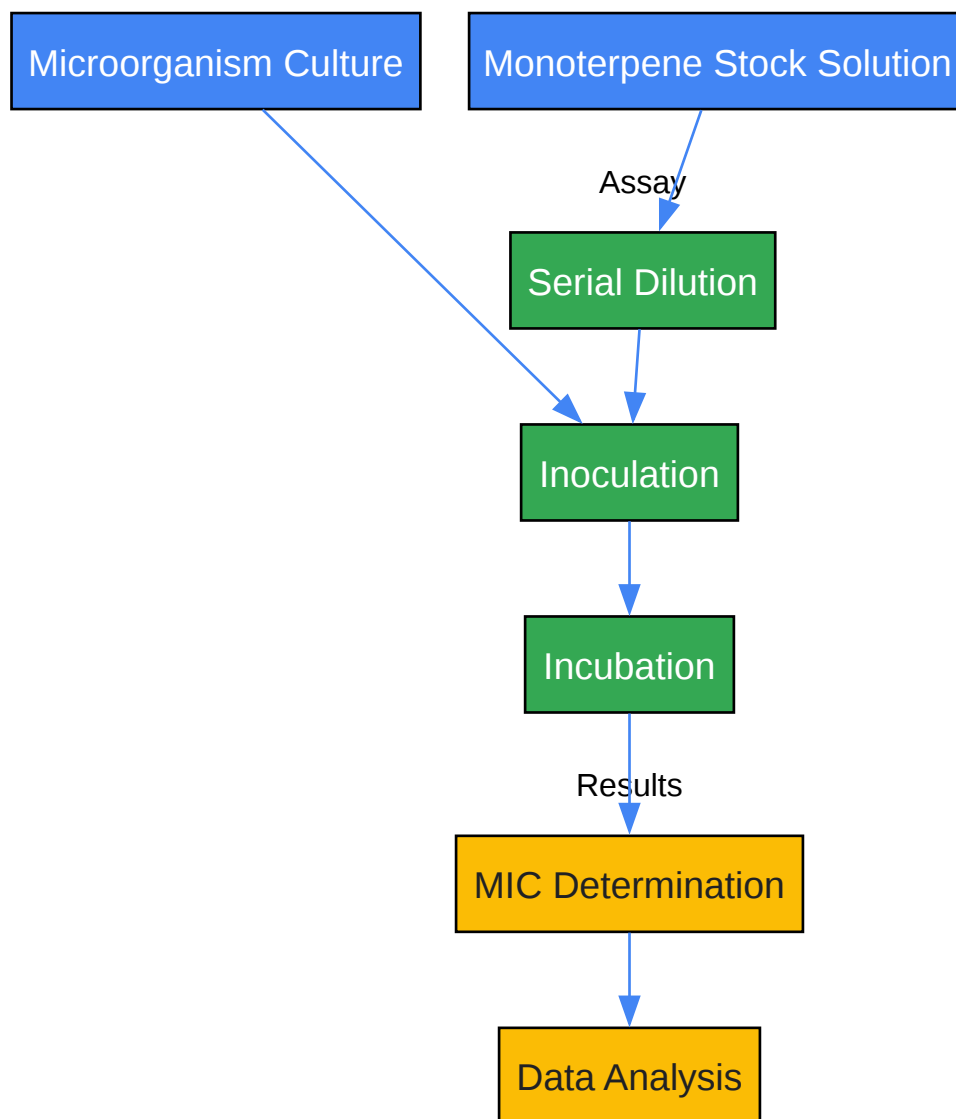 Microorganism Culture
Monoterpene Stock Solution
Assay
Serial Dilution
Inoculation
Incubation
Results
MIC Determination
Data Analysis